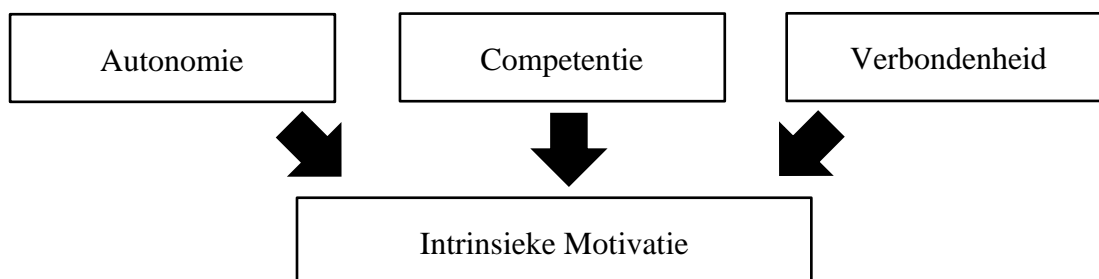 Autonomie
Competentie
Verbondenheid
Intrinsieke Motivatie